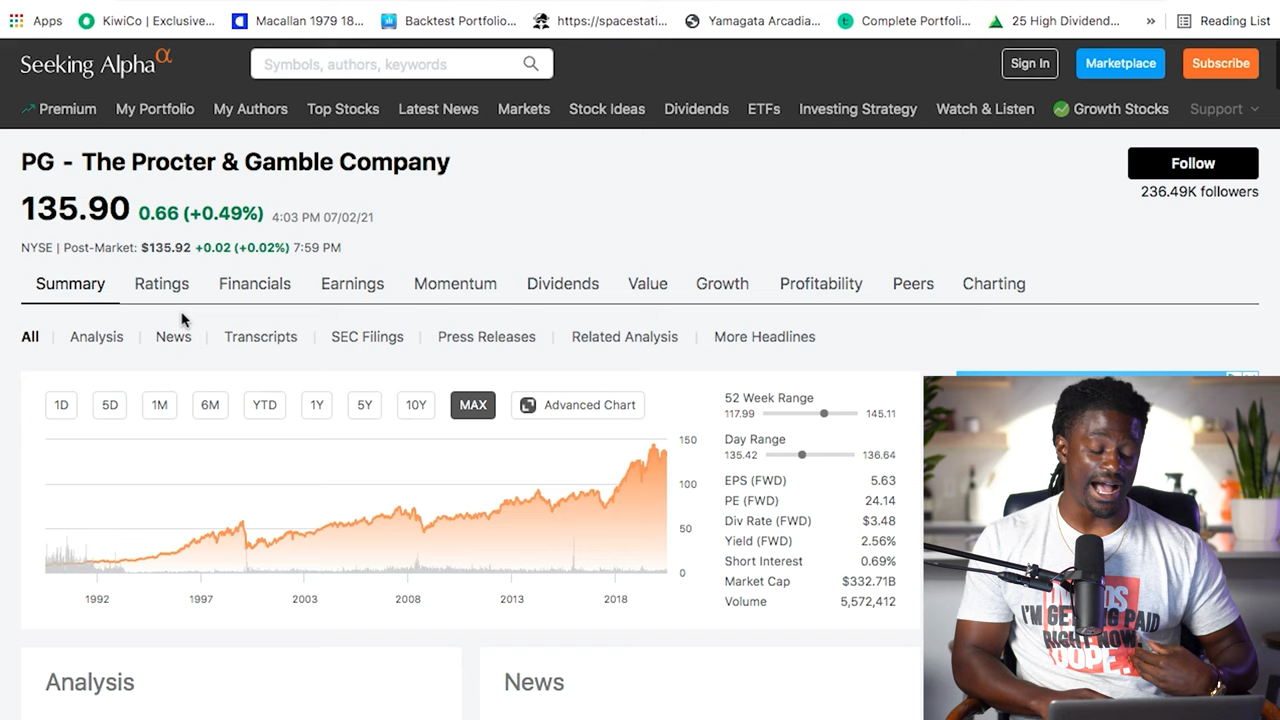 Apps KiwiCo | Exclusive... Macallan 1979 18... Backtest Portfolio... https://spacestati... Yamagata Arcadia... Complete Portfoli... 25 High Dividend... » Reading List
Seeking Alpha α Symbols, authors, keywords Sign In Marketplace Subscribe
Premium My Portfolio My Authors Top Stocks Latest News Markets Stock Ideas Dividends ETFs Investing Strategy Watch & Listen Growth Stocks Support
PG - The Procter & Gamble Company Follow
135.90 0.66 (+0.49%) 4:03 PM 07/02/21 236.49K followers
NYSE | Post-Market: $135.92 +0.02 (+0.02%) 7:59 PM
Summary Ratings Financials Earnings Momentum Dividends Value Growth Profitability Peers Charting
All | Analysis | News | Transcripts | SEC Filings | Press Releases | Related Analysis | More Headlines
1D 5D 1M 6M YTD 1Y 5Y 10Y MAX Advanced Chart
150
100
50
0
1992 1997 2003 2008 2013 2018
52 Week Range
117.99 145.11
Day Range
135.42 136.64
EPS (FWD) 5.63
PE (FWD) 24.14
Div Rate (FWD) $3.48
Yield (FWD) 2.56%
Short Interest 0.69%
Market Cap $332.71B
Volume 5,572,412
Analysis News
I'M GE NG PAID
RIGHT NOW.
DOPE.